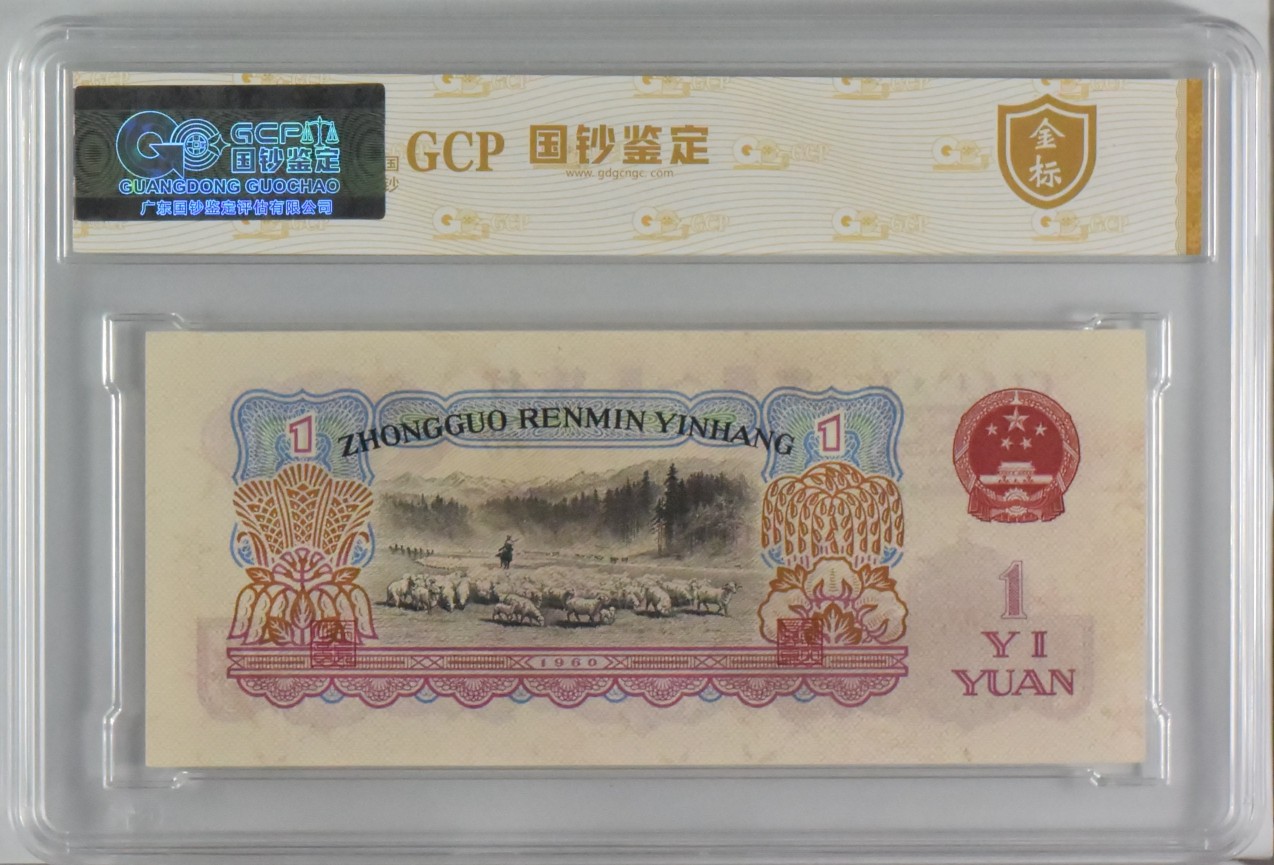 GCP
国钞鉴定
GUANGDONG GUOCHAO
广东国钞鉴定评估有限公司
国
钞
GCP 国钞鉴定
www.gdgcngc.com
金
标
1 ZHONGGUO RENMIN YINHANG 1
1960
1
YI
YUAN